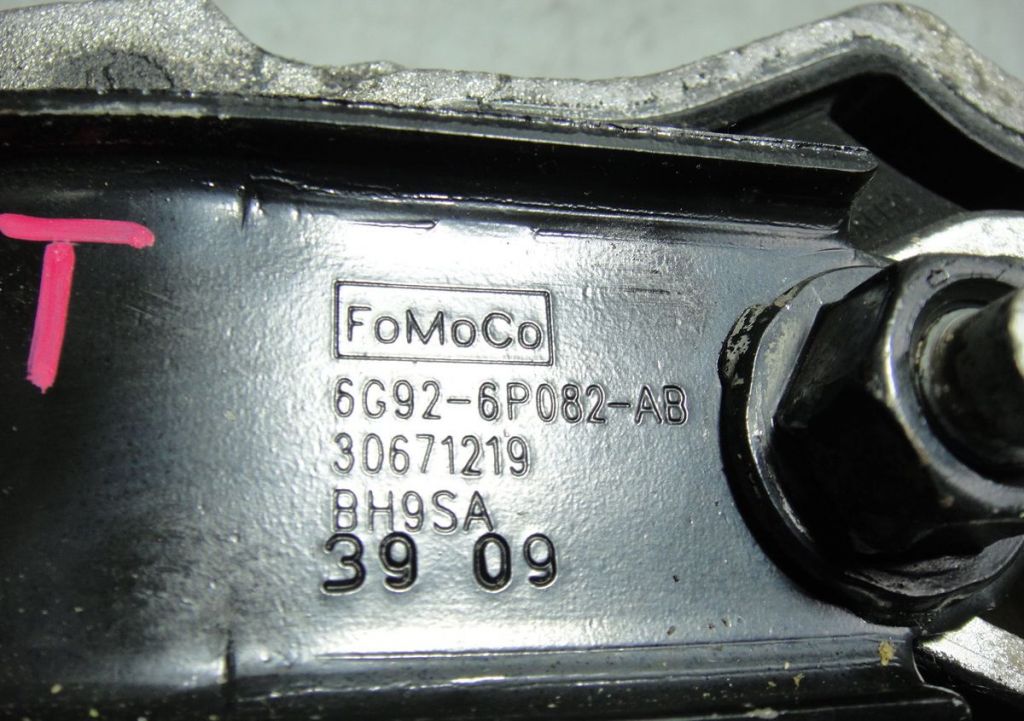 T
FoMoCo
6G92-6P082-AB
30671219
BH9SA
39 09